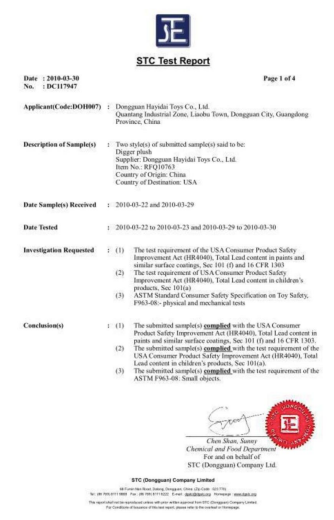 STC Test Report
Date : 2010-03-30 Page 1 of 4
No. : DC117947
Applicant(Code:DOH007) : Dongguan Hayidai Toys Co., Ltd.
Quantang Industrial Zone, Liaobu Town, Dongguan City, Guangdong
Province, China
Description of Sample(s) : Two style(s) of submitted sample(s) said to be:
Digger plush
Supplier: Dongguan Hayidai Toys Co., Ltd.
Item No.: RFQ10763
Country of Origin: China
Country of Destination: USA
Date Sample(s) Received : 2010-03-22 and 2010-03-29
Date Tested : 2010-03-22 to 2010-03-23 and 2010-03-29 to 2010-03-30
Investigation Requested : (1) The test requirement of the USA Consumer Product Safety
Improvement Act (HR4040), Total Lead content in paints and
similar surface coatings, Sec 101 (f) and 16 CFR 1303
(2) The test requirement of USA Consumer Product Safety
Improvement Act (HR4040), Total Lead content in children's
products, Sec 101(a)
(3) ASTM Standard Consumer Safety Specification on Toy Safety,
F963-08:- physical and mechanical tests
Conclusion(s) : (1) The submitted sample(s) complied with the USA Consumer
Product Safety Improvement Act (HR4040), Total Lead content in
paints and similar surface coatings, Sec 101 (f) and 16 CFR 1303.
(2) The submitted sample(s) complied with the test requirement of the
USA Consumer Product Safety Improvement Act (HR4040), Total
Lead content in children's products, Sec 101(a).
(3) The submitted sample(s) complied with the test requirement of the
ASTM F963-08: Small objects.
Chen Shan, Sunny
Chemical and Food Department
For and on behalf of
STC (Dongguan) Company Ltd.
STC (Dongguan) Company Limited